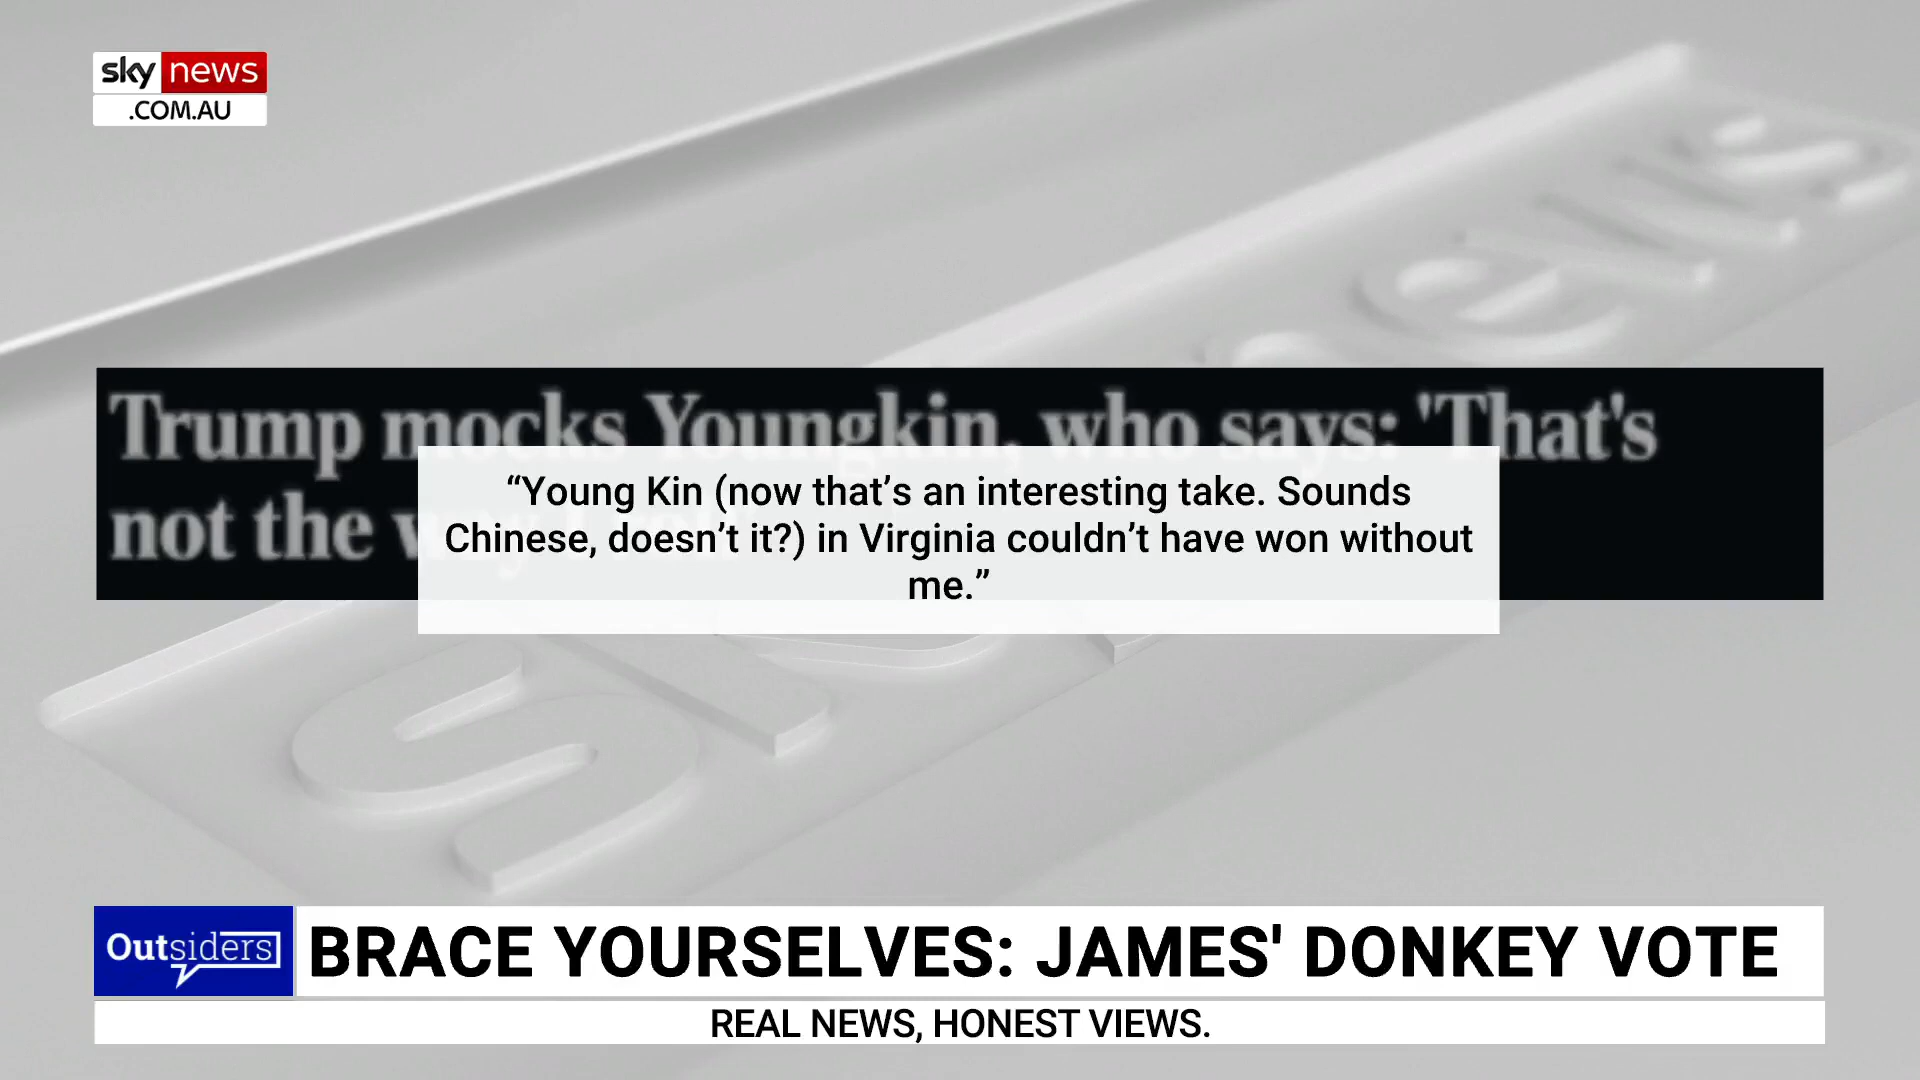 sky news
.COM.AU
Trump mocks Youngkin, who says: 'That's
not the
“Young Kin (now that’s an interesting take. Sounds
Chinese, doesn’t it?) in Virginia couldn’t have won without
me.”
Outsiders
BRACE YOURSELVES: JAMES' DONKEY VOTE
REAL NEWS, HONEST VIEWS.